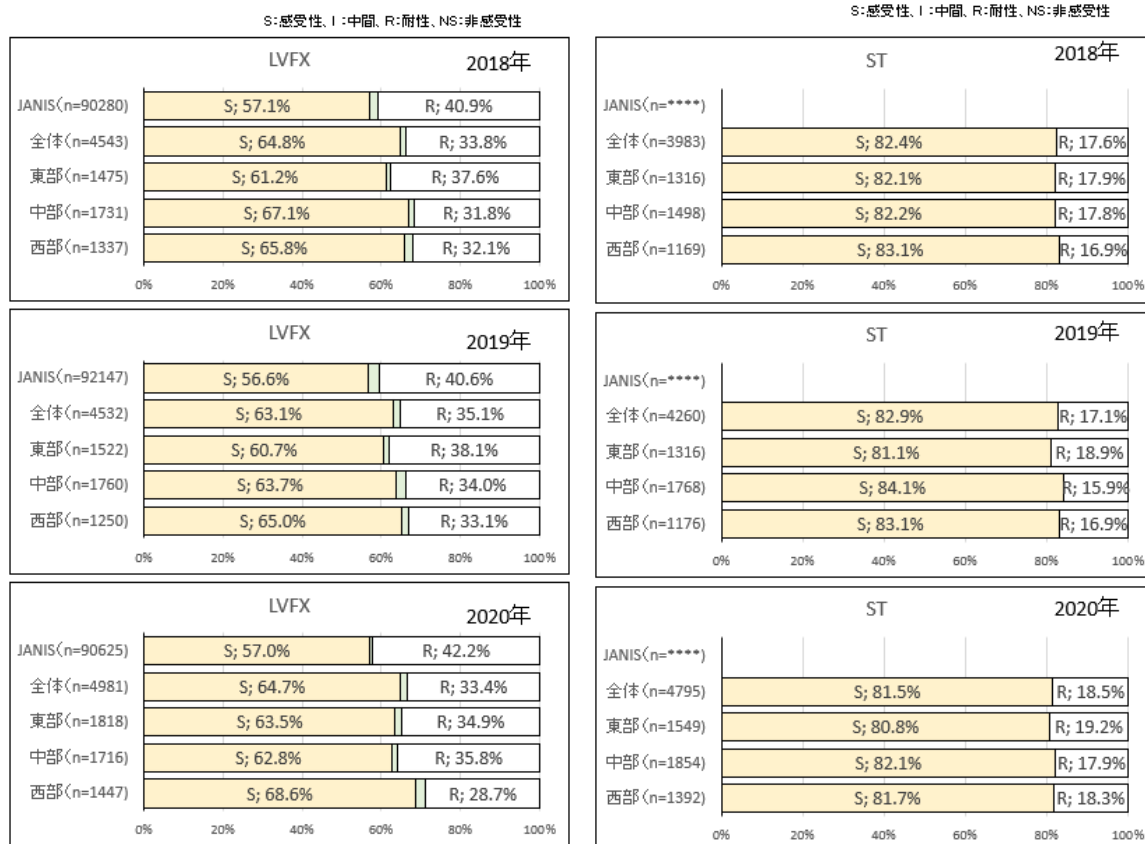 S:感受性、I:中間、R:耐性、NS:非感受性
LVFX 2018年
JANIS(n=90280) S; 57.1% R; 40.9%
全体(n=4543) S; 64.8% R; 33.8%
東部(n=1475) S; 61.2% R; 37.6%
中部(n=1731) S; 67.1% R; 31.8%
西部(n=1337) S; 65.8% R; 32.1%
0% 20% 40% 60% 80% 100%
LVFX 2019年
JANIS(n=92147) S; 56.6% R; 40.6%
全体(n=4532) S; 63.1% R; 35.1%
東部(n=1522) S; 60.7% R; 38.1%
中部(n=1760) S; 63.7% R; 34.0%
西部(n=1250) S; 65.0% R; 33.1%
0% 20% 40% 60% 80% 100%
LVFX 2020年
JANIS(n=90625) S; 57.0% R; 42.2%
全体(n=4981) S; 64.7% R; 33.4%
東部(n=1818) S; 63.5% R; 34.9%
中部(n=1716) S; 62.8% R; 35.8%
西部(n=1447) S; 68.6% R; 28.7%
0% 20% 40% 60% 80% 100%
S:感受性、I:中間、R:耐性、NS:非感受性
ST 2018年
JANIS(n=****)
全体(n=3983) S; 82.4% R; 17.6%
東部(n=1316) S; 82.1% R; 17.9%
中部(n=1498) S; 82.2% R; 17.8%
西部(n=1169) S; 83.1% R; 16.9%
0% 20% 40% 60% 80% 100%
ST 2019年
JANIS(n=****)
全体(n=4260) S; 82.9% R; 17.1%
東部(n=1316) S; 81.1% R; 18.9%
中部(n=1768) S; 84.1% R; 15.9%
西部(n=1176) S; 83.1% R; 16.9%
0% 20% 40% 60% 80% 100%
ST 2020年
JANIS(n=****)
全体(n=4795) S; 81.5% R; 18.5%
東部(n=1549) S; 80.8% R; 19.2%
中部(n=1854) S; 82.1% R; 17.9%
西部(n=1392) S; 81.7% R; 18.3%
0% 20% 40% 60% 80% 100%